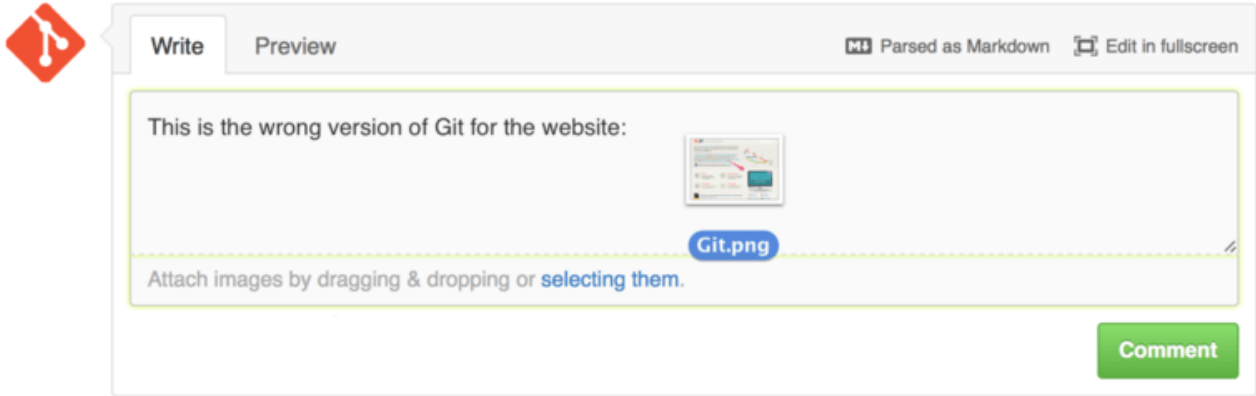 Write Preview Parsed as Markdown Edit in fullscreen
This is the wrong version of Git for the website:
Git.png
Attach images by dragging & dropping or selecting them.
Comment